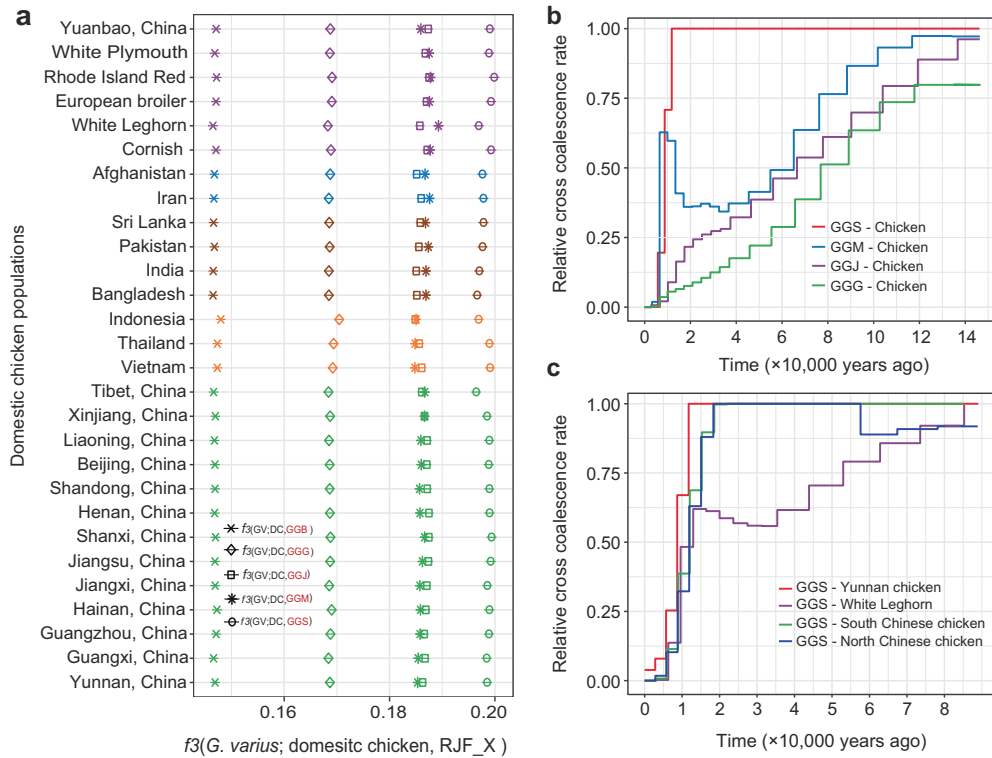 a
Domestic chicken populations
Yuanbao, China
White Plymouth
Rhode Island Red
European broiler
White Leghorn
Cornish
Afghanistan
Iran
Sri Lanka
Pakistan
India
Bangladesh
Indonesia
Thailand
Vietnam
Tibet, China
Xinjiang, China
Liaoning, China
Beijing, China
Shandong, China
Henan, China
Shanxi, China
Jiangsu, China
Jiangxi, China
Hainan, China
Guangzhou, China
Guangxi, China
Yunnan, China
f3(GV;DC,GGB)
f3(GV;DC,GGG)
f3(GV;DC,GGJ)
f3(GV;DC,GGM)
f3(GV;DC,GGS)
0.16 0.18 0.20
f3(G. varius; domesitc chicken, RJF_X )
b
Relative cross coalescence rate
1.00
0.75
0.50
0.25
0.00
GGS - Chicken
GGM - Chicken
GGJ - Chicken
GGG - Chicken
0 2 4 6 8 10 12 14
Time (×10,000 years ago)
c
Relative cross coalescence rate
1.00
0.75
0.50
0.25
0.00
GGS - Yunnan chicken
GGS - White Leghorn
GGS - South Chinese chicken
GGS - North Chinese chicken
0 1 2 3 4 5 6 7 8
Time (×10,000 years ago)